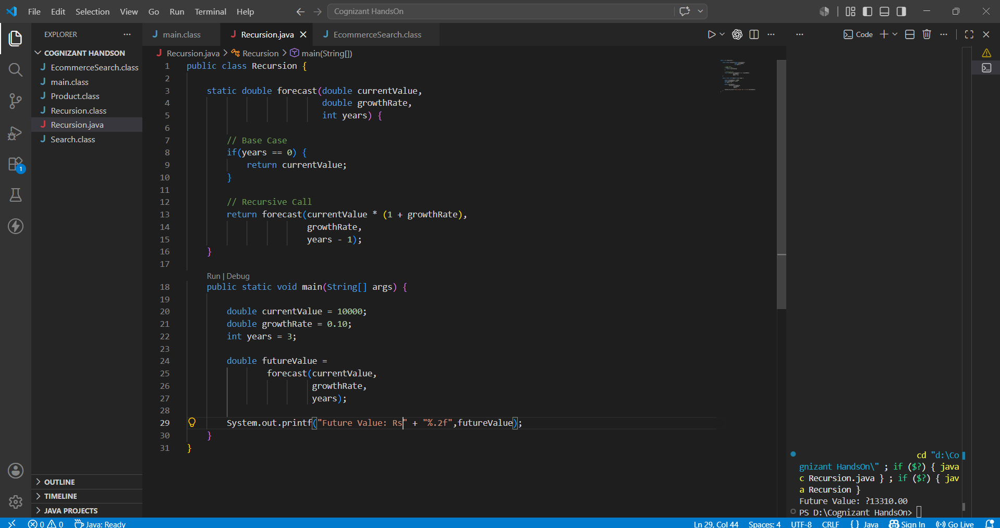 File Edit Selection View Go Run Terminal Help
Cognizant HandsOn
EXPLORER
COGNIZANT HANDSON
EcommerceSearch.class
main.class
Product.class
Recursion.class
Recursion.java
Search.class
OUTLINE
TIMELINE
JAVA PROJECTS
main.class Recursion.java EcommerceSearch.class
Recursion.java > Recursion > main(String[])
1 public class Recursion {
2
3 static double forecast(double currentValue,
4 double growthRate,
5 int years) {
6
7 // Base Case
8 if(years == 0) {
9 return currentValue;
10 }
11
12 // Recursive Call
13 return forecast(currentValue * (1 + growthRate),
14 growthRate,
15 years - 1);
16 }
17
Run | Debug
18 public static void main(String[] args) {
19
20 double currentValue = 10000;
21 double growthRate = 0.10;
22 int years = 3;
23
24 double futureValue =
25 forecast(currentValue,
26 growthRate,
27 years);
28
29 System.out.printf("Future Value: Rs" + "%.2f",futureValue);
30 }
31 }
Code
cd "d:\Co
gnizant HandsOn\" ; if ($?) { java
c Recursion.java } ; if ($?) { jav
a Recursion }
Future Value: ?13310.00
PS D:\Cognizant HandsOn>
1
0 0 Java: Ready
Ln 29, Col 44 Spaces: 4 UTF-8 CRLF {} Java Sign In Go Live